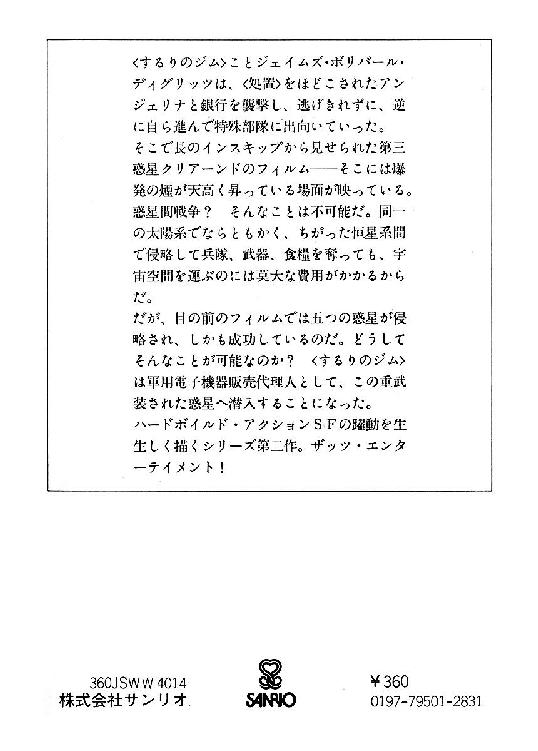 〈するりのジム〉ことジェイムズ・ボリバール・
ディグリッツは、〈処置〉をほどこされたアン
ジェリナと銀行を襲撃し、逃げきれずに、逆
に自ら進んで特殊部隊に出向いていった。
そこで長のインスキップから見せられた第三
惑星クリアーンドのフィルム――そこには爆
発の煙が天高く昇っている場面が映っている。
惑星間戦争？　そんなことは不可能だ。同一
の太陽系でならともかく、ちがった恒星系間
で侵略して兵隊、武器、食糧を奪っても、宇
宙空間を運ぶのには莫大な費用がかかるから
だ。
だが、目の前のフィルムでは五つの惑星が侵
略され、しかも成功しているのだ。どうして
そんなことが可能なのか？　〈するりのジム〉
は軍用電子機器販売代理人として、この重武
装された惑星へ潜入することになった。
ハードボイルド・アクションＳＦの躍動を生
生しく描くシリーズ第二作。ザッツ・エンタ
ーテイメント！
360JSWW4014
株式会社サンリオ
SANRIO
￥360
0197-79501-2831